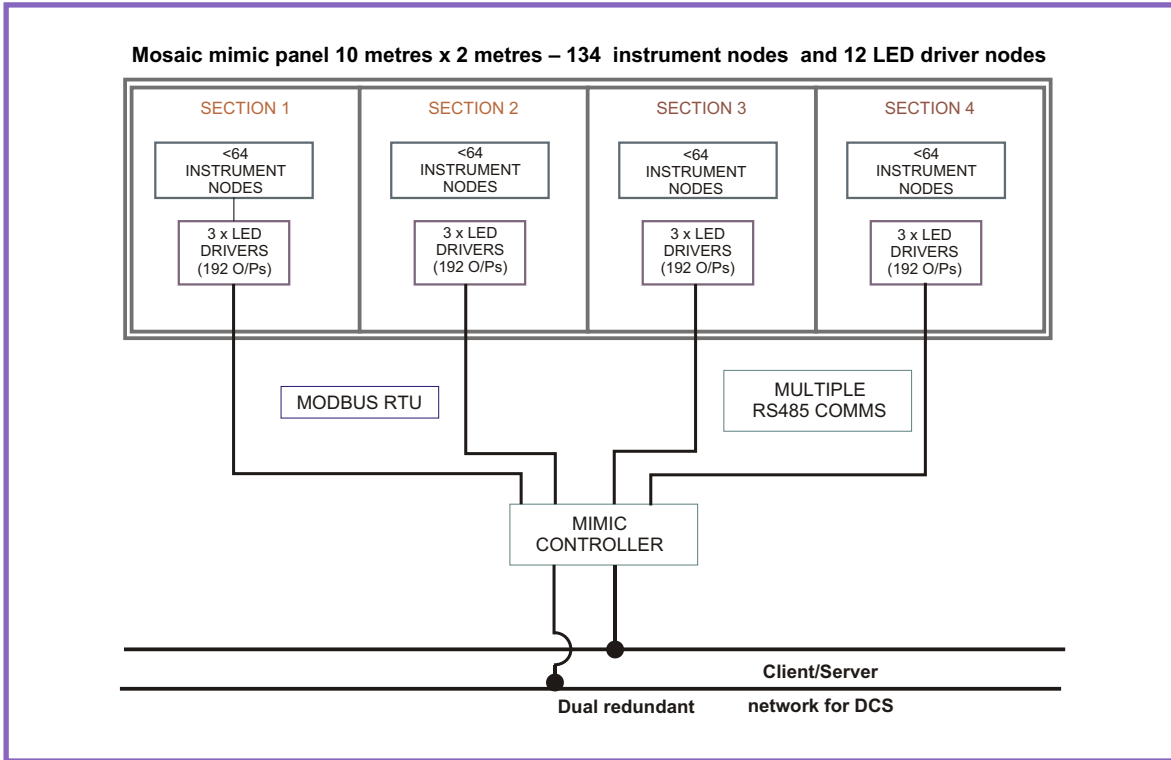 Mosaic mimic panel 10 metres x 2 metres – 134 instrument nodes and 12 LED driver nodes
SECTION 1
SECTION 2
SECTION 3
SECTION 4
<64
INSTRUMENT
NODES
<64
INSTRUMENT
NODES
<64
INSTRUMENT
NODES
<64
INSTRUMENT
NODES
3 x LED
DRIVERS
(192 O/Ps)
3 x LED
DRIVERS
(192 O/Ps)
3 x LED
DRIVERS
(192 O/Ps)
3 x LED
DRIVERS
(192 O/Ps)
MODBUS RTU
MULTIPLE
RS485 COMMS
MIMIC
CONTROLLER
Client/Server
Dual redundant network for DCS